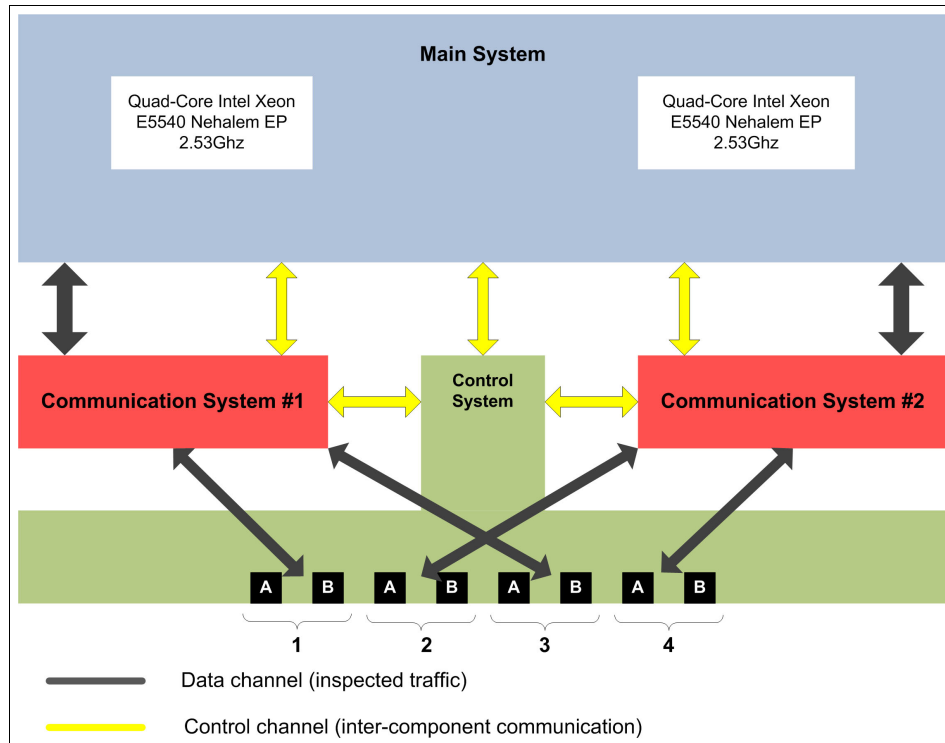 Main System
Quad-Core Intel Xeon
E5540 Nehalem EP
2.53Ghz
Quad-Core Intel Xeon
E5540 Nehalem EP
2.53Ghz
Communication System #1
Control
System
Communication System #2
A B A B A B A B
1 2 3 4
Data channel (inspected traffic)
Control channel (inter-component communication)